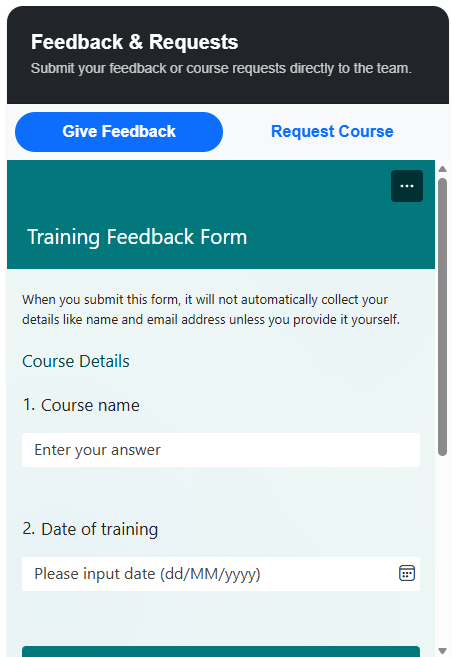 Feedback & Requests
Submit your feedback or course requests directly to the team.
Give Feedback
Request Course
...
Training Feedback Form
When you submit this form, it will not automatically collect your
details like name and email address unless you provide it yourself.
Course Details
1. Course name
Enter your answer
2. Date of training
Please input date (dd/MM/yyyy)